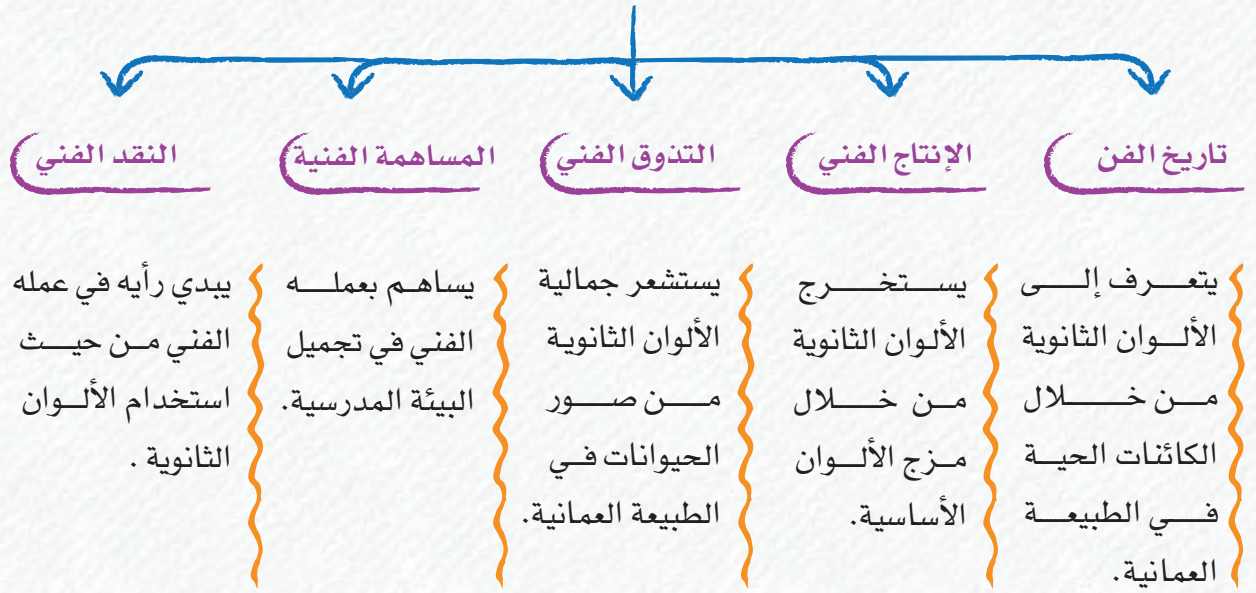 تاريخ الفن
الإنتاج الفني
التذوق الفني
المساهمة الفنية
النقد الفني
يتعرف إلى
الألوان الثانوية
من خلال
الكائنات الحية
في الطبيعة
العمانية.
يستخرج
الألوان الثانوية
من خلال
مزج الألوان
الأساسية.
يستشعر جمالية
الألوان الثانوية
من صور
الحيوانات في
الطبيعة العمانية.
يساهم بعمله
الفني في تجميل
البيئة المدرسية.
يبدي رأيه في عمله
الفني من حيث
استخدام الألوان
الثانوية .